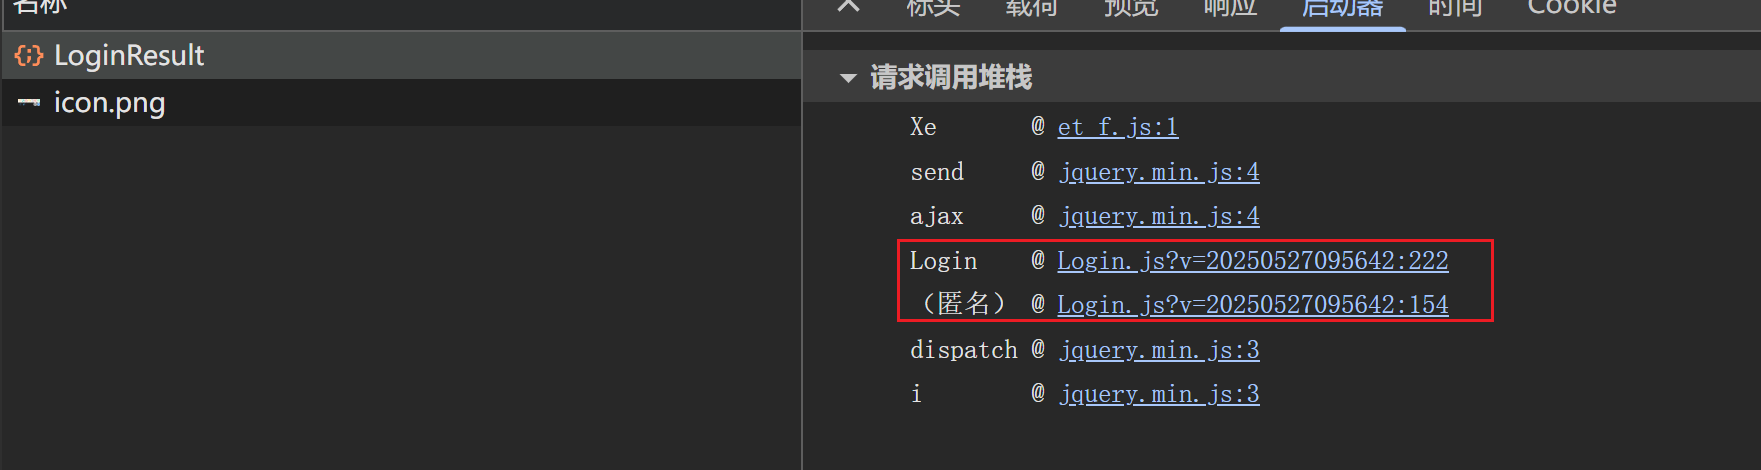 名称
标头 载荷 预览 响应 启动器 时间 Cookie
LoginResult
icon.png
请求调用堆栈
Xe @ et_f.js:1
send @ jquery.min.js:4
ajax @ jquery.min.js:4
Login @ Login.js?v=20250527095642:222
（匿名） @ Login.js?v=20250527095642:154
dispatch @ jquery.min.js:3
i @ jquery.min.js:3